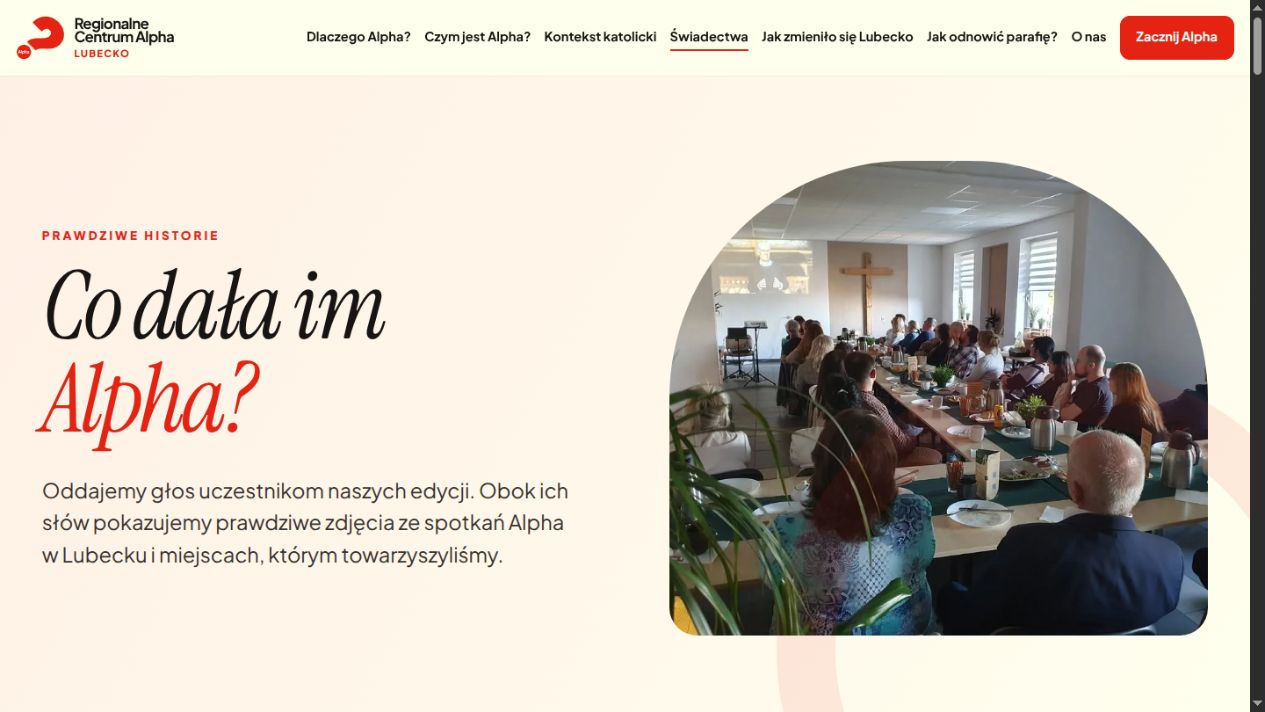 Regionalne
Centrum Alpha
LUBECKO
Alpha
Dlaczego Alpha? Czym jest Alpha? Kontekst katolicki Świadectwa Jak zmieniło się Lubecko Jak odnowić parafię? O nas Zacznij Alpha
PRAWDZIWE HISTORIE
Co dała im
Alpha?
Oddajemy głos uczestnikom naszych edycji. Obok ich
słów pokazujemy prawdziwe zdjęcia ze spotkań Alpha
w Lubecku i miejscach, którym towarzyszyliśmy.